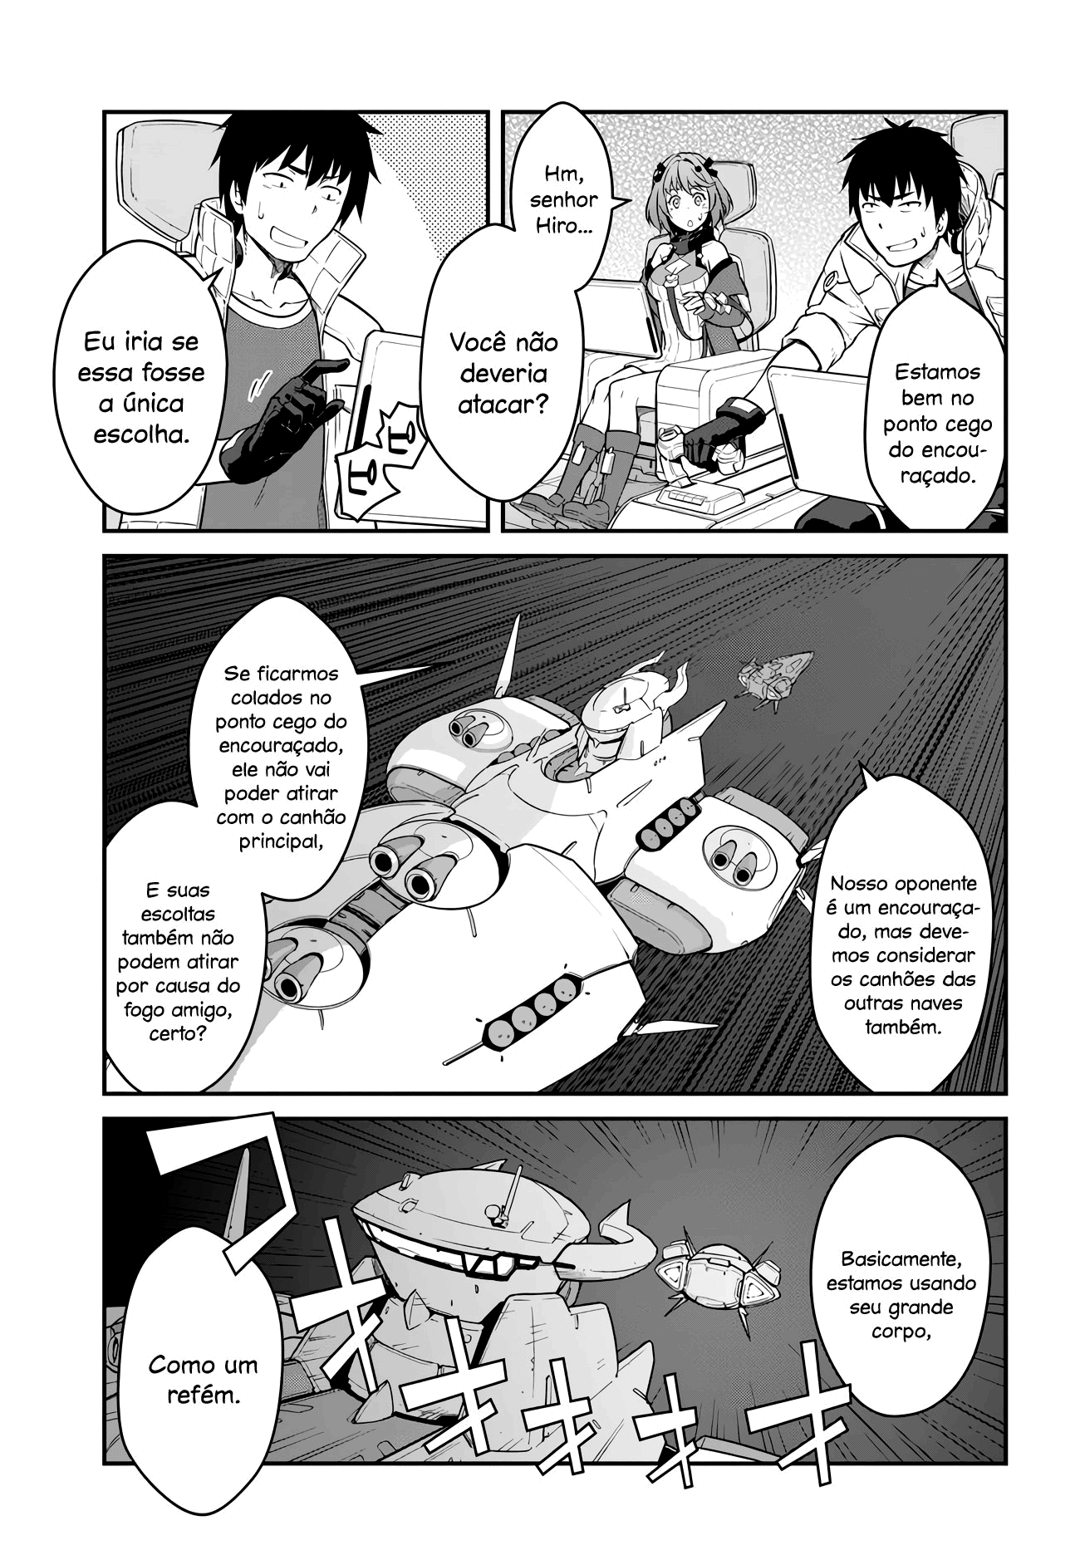 Hm,
senhor
Hiro...
Você não
deveria
atacar?
Estamos
bem no
ponto cego
do encou-
raçado.
Eu iria se
essa fosse
a única
escolha.
Nosso oponente
é um encouraça-
do, mas deve-
mos considerar
os canhões das
outras naves
também.
Se ficarmos
colados no
ponto cego do
encouraçado,
ele não vai
poder atirar
com o canhão
principal,
E suas
escoltas
também não
podem atirar
por causa do
fogo amigo,
certo?
Basicamente,
estamos usando
seu grande
corpo,
Como um
refém.